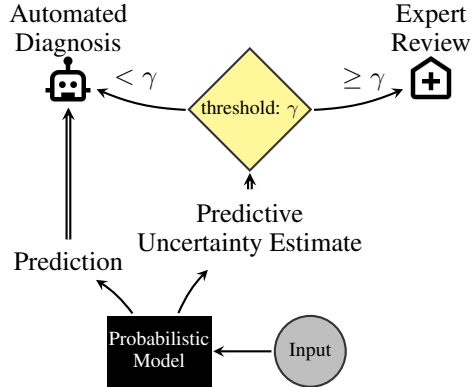 Automated
Diagnosis
Expert
Review
< γ
≥ γ
threshold: γ
Predictive
Uncertainty Estimate
Prediction
Probabilistic
Model
Input